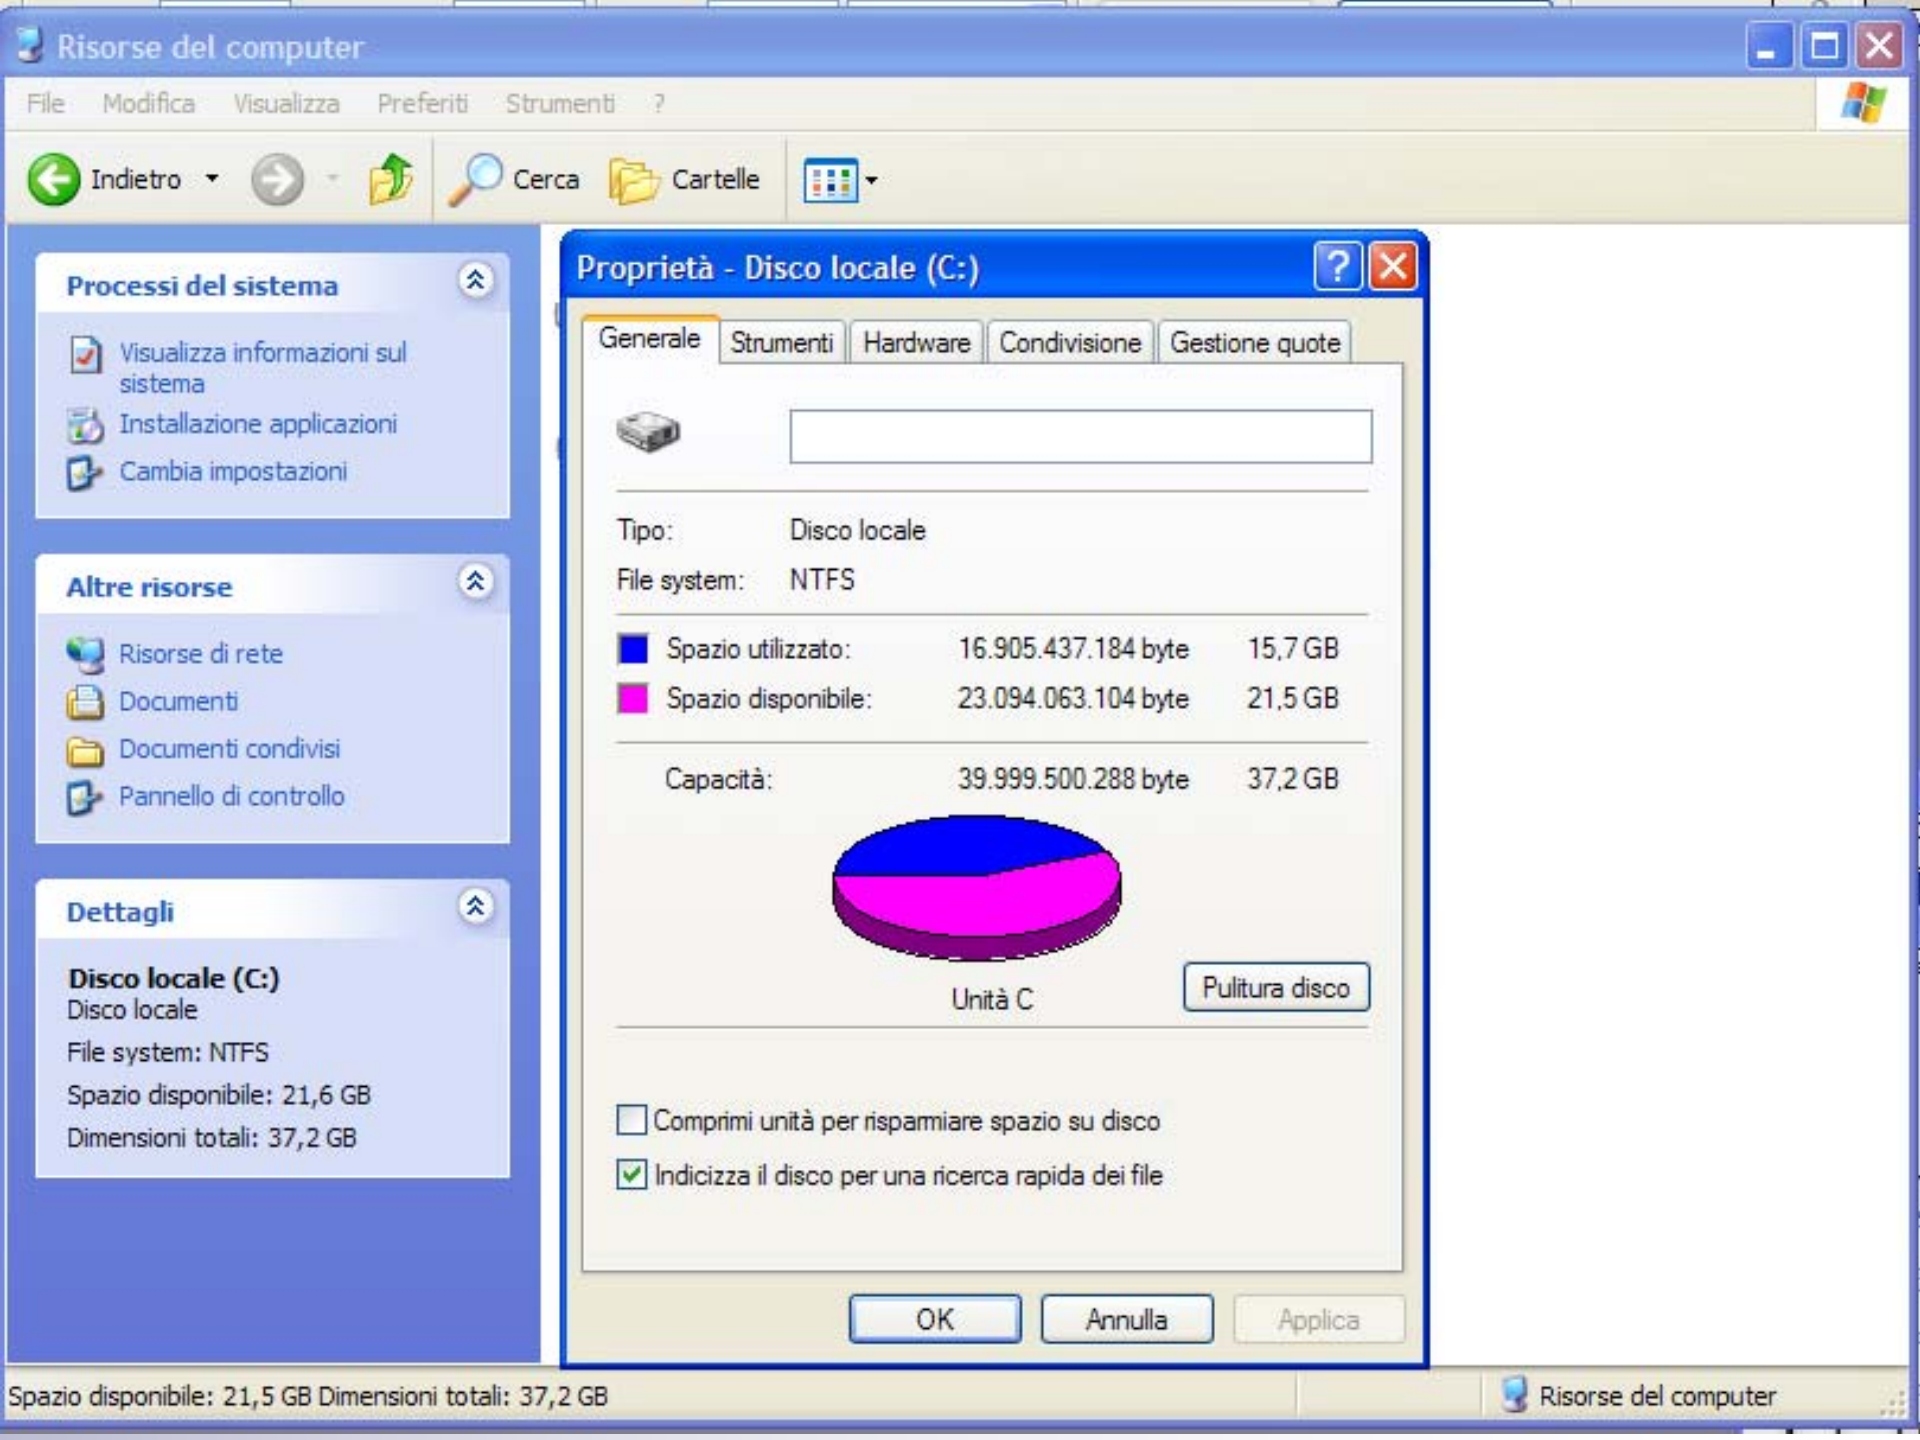 Risorse del computer
File Modifica Visualizza Preferiti Strumenti ?
Indietro Cerca Cartelle
Processi del sistema
Visualizza informazioni sul
sistema
Installazione applicazioni
Cambia impostazioni
Altre risorse
Risorse di rete
Documenti
Documenti condivisi
Pannello di controllo
Dettagli
Disco locale (C:)
Disco locale
File system: NTFS
Spazio disponibile: 21,6 GB
Dimensioni totali: 37,2 GB
Proprietà - Disco locale (C:)
?
Generale Strumenti Hardware Condivisione Gestione quote
Tipo: Disco locale
File system: NTFS
Spazio utilizzato: 16.905.437.184 byte 15,7 GB
Spazio disponibile: 23.094.063.104 byte 21,5 GB
Capacità: 39.999.500.288 byte 37,2 GB
Unità C
Pulitura disco
Comprimi unità per risparmiare spazio su disco
Indicizza il disco per una ricerca rapida dei file
OK Annulla Applica
Spazio disponibile: 21,5 GB Dimensioni totali: 37,2 GB
Risorse del computer